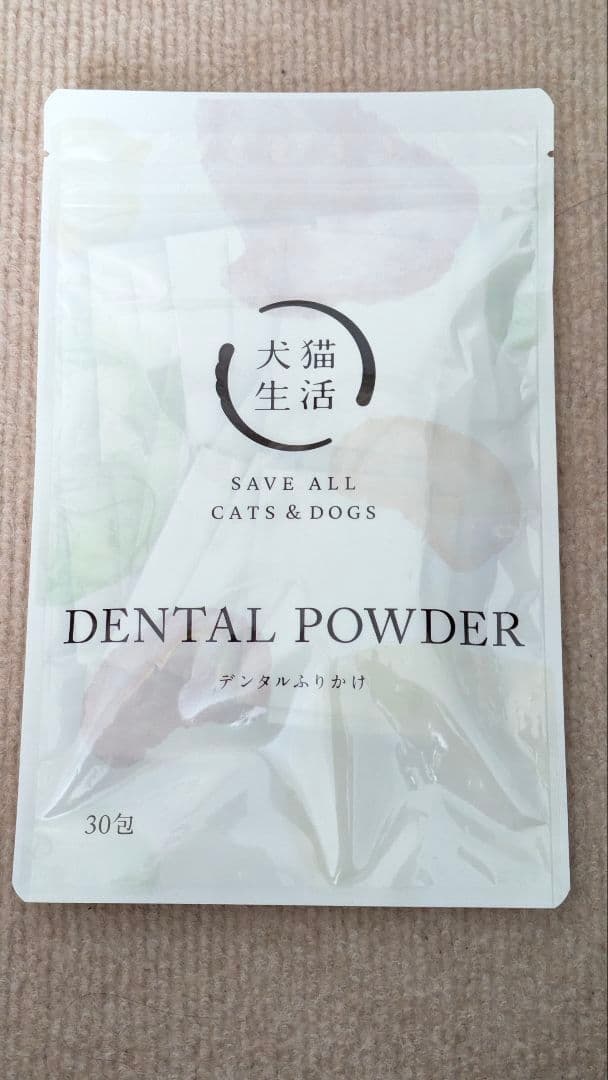 犬猫
生活
SAVE ALL
CATS & DOGS
DENTAL POWDER
デンタルふりかけ
30包